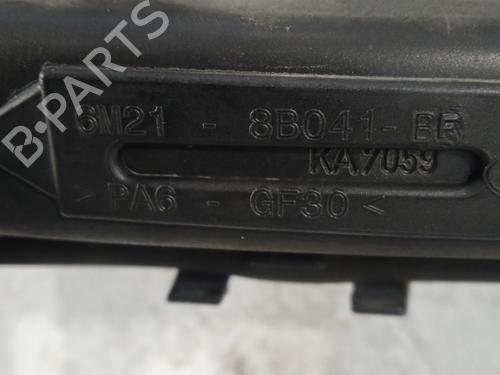 B-PARTS
6M21 - 8B041-BE
KA7059
>PA6 - GF30<